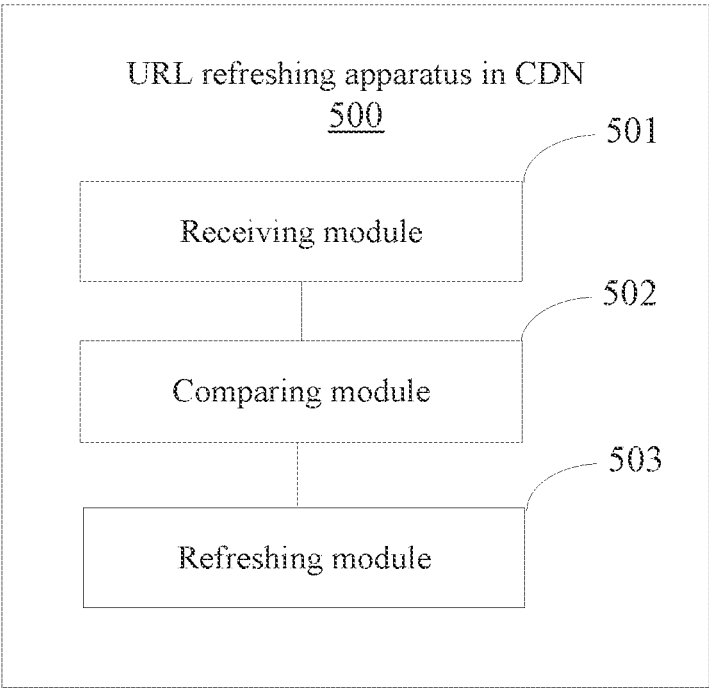 URL refreshing apparatus in CDN
500
501
Receiving module
502
Comparing module
503
Refreshing module